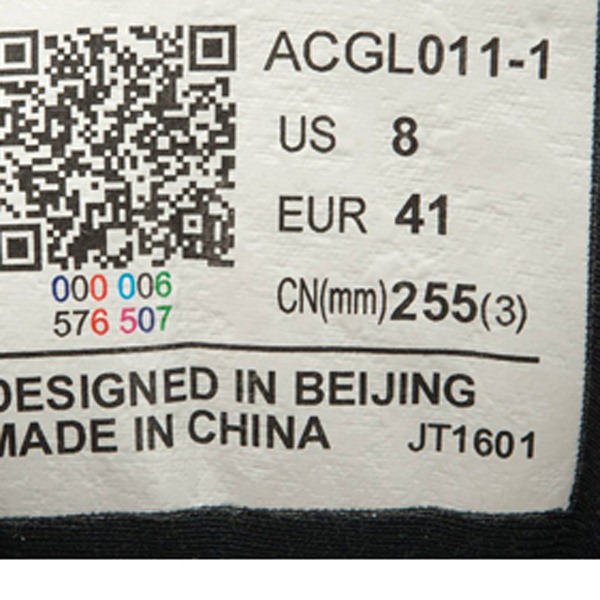 ACGL011-1
US 8
EUR 41
CN(mm)255(3)
000 006
576 507
DESIGNED IN BEIJING
MADE IN CHINA JT1601